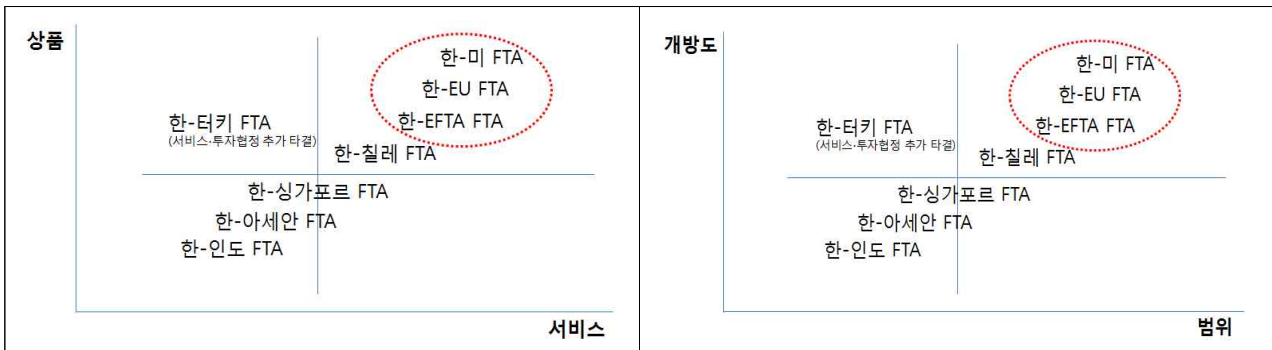 상품
한-미 FTA
한-EU FTA
한-EFTA FTA
한-터키 FTA
(서비스·투자협정 추가 타결)
한-칠레 FTA
한-싱가포르 FTA
한-아세안 FTA
한-인도 FTA
서비스
개방도
한-미 FTA
한-EU FTA
한-EFTA FTA
한-터키 FTA
(서비스·투자협정 추가 타결)
한-칠레 FTA
한-싱가포르 FTA
한-아세안 FTA
한-인도 FTA
범위